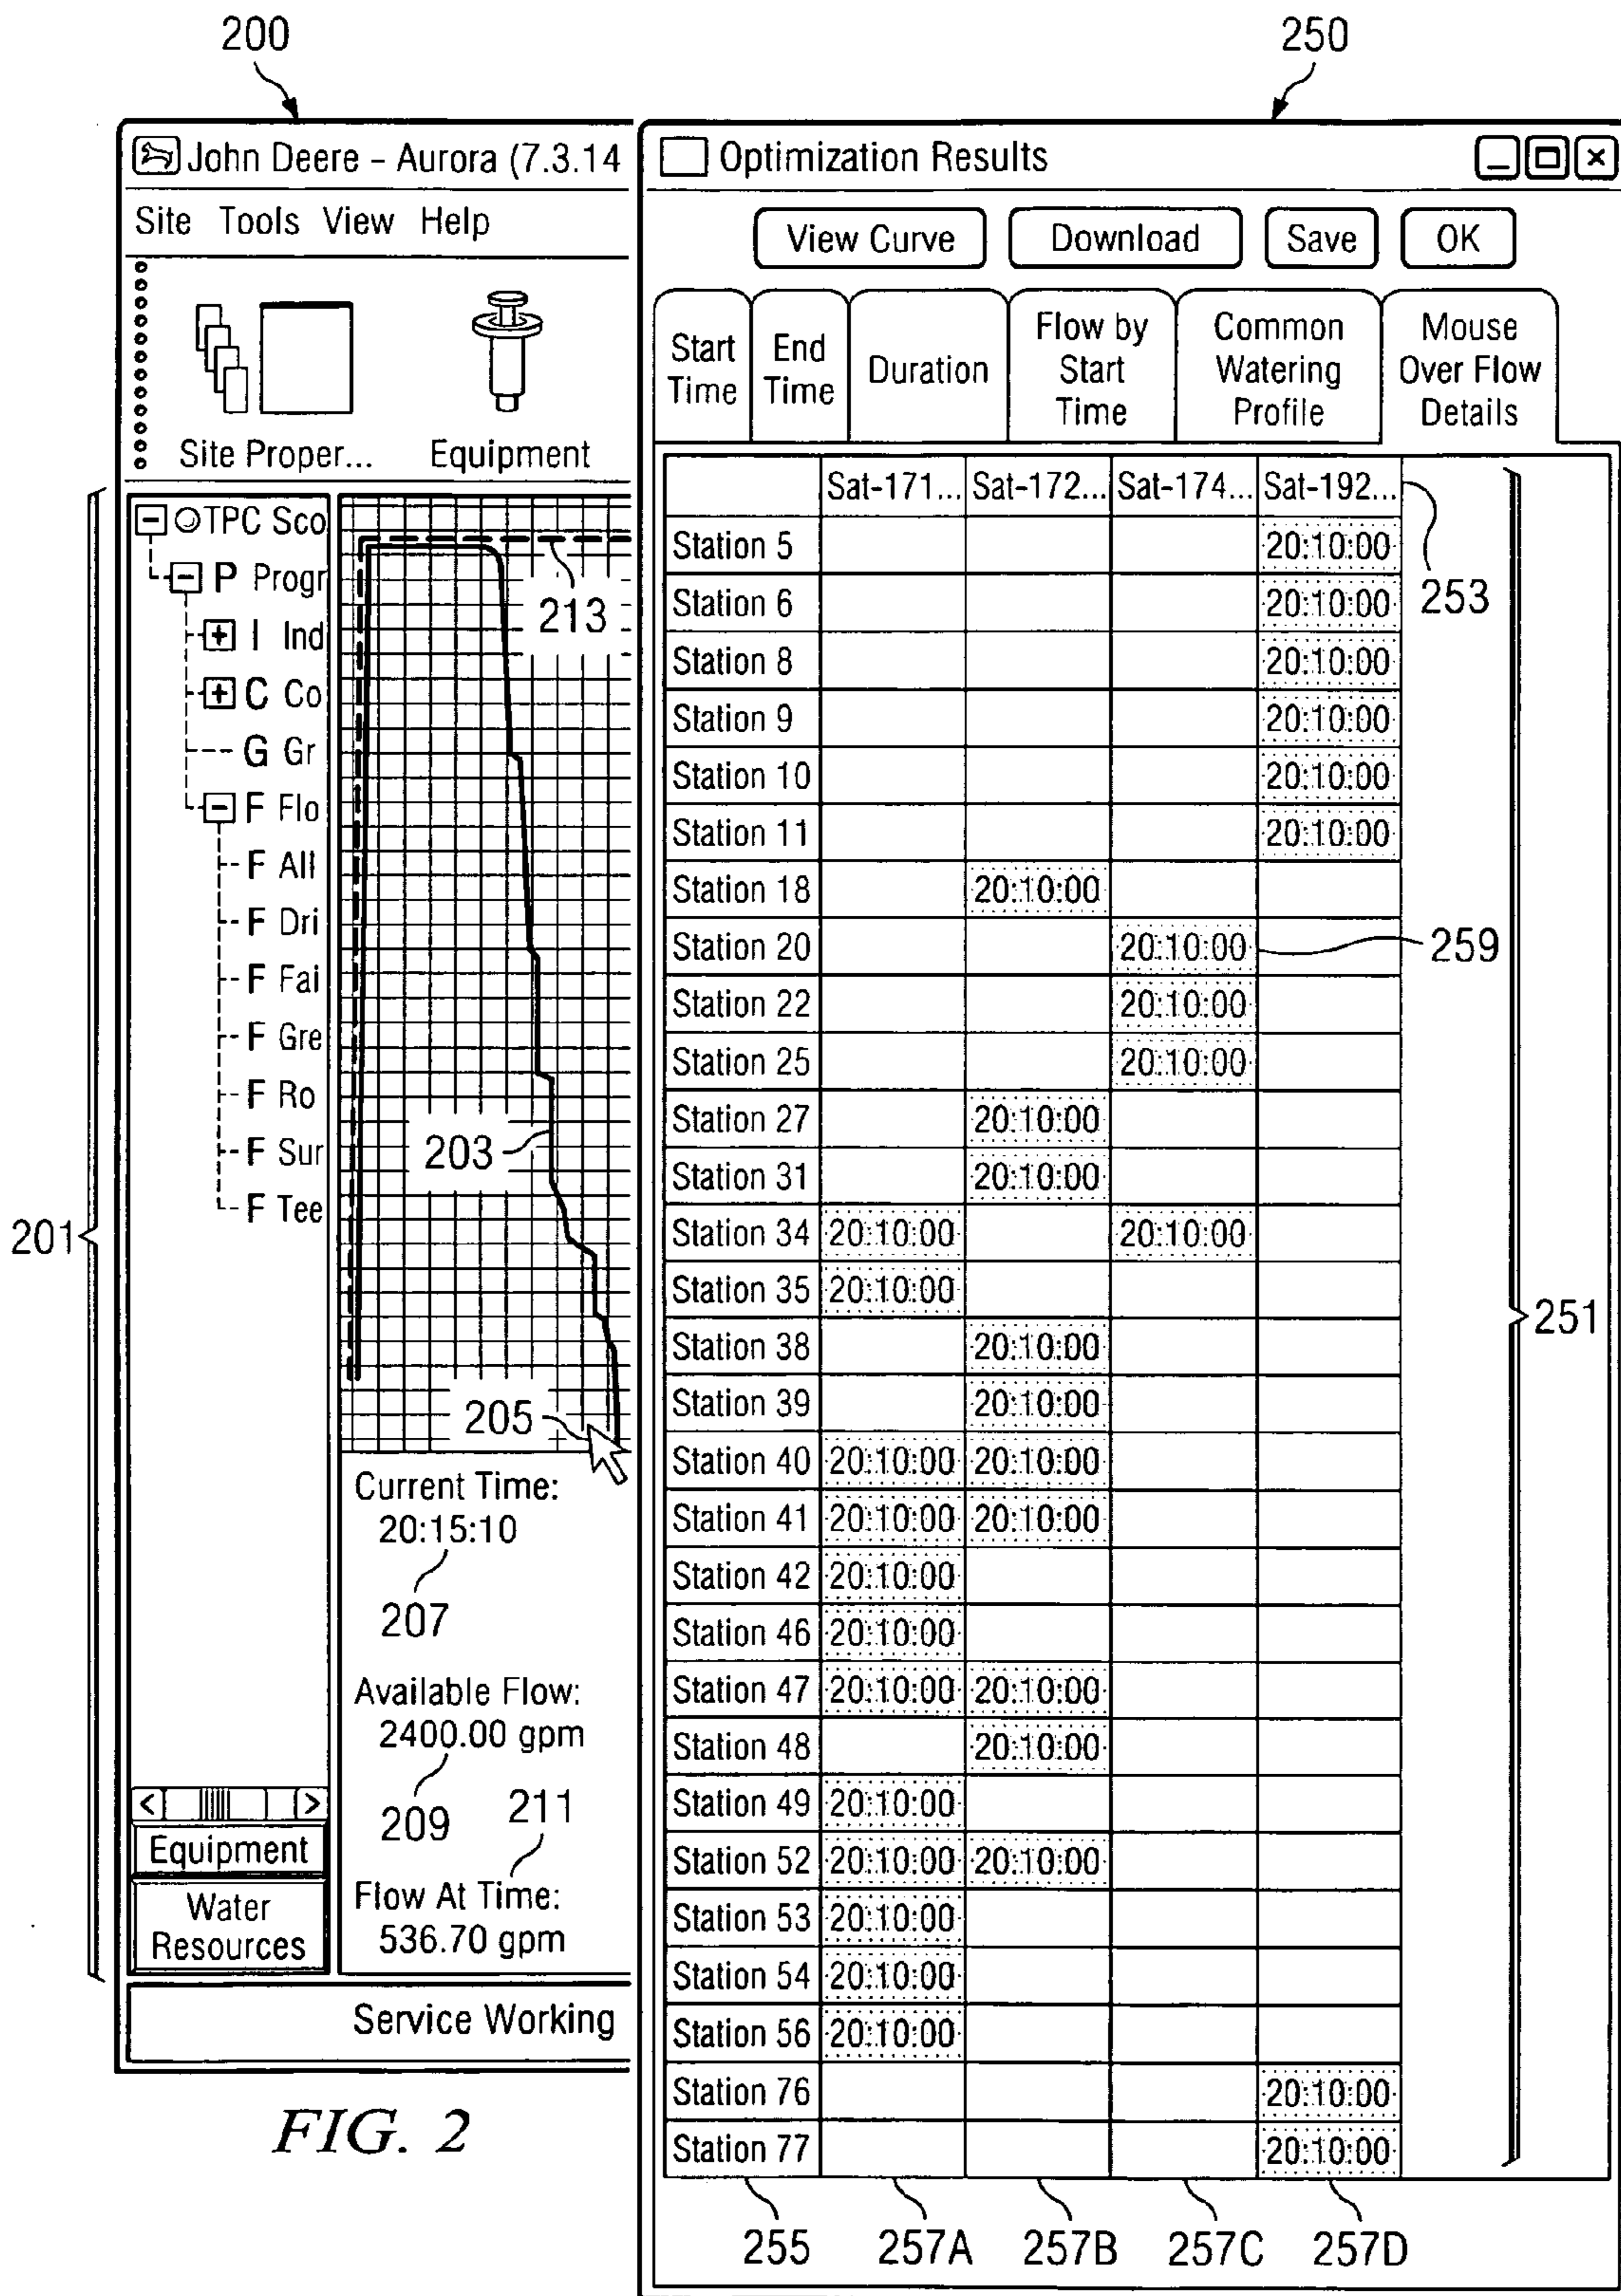 200
250
John Deere - Aurora (7.3.14
Site Tools View Help
Site Proper...
Equipment
TPC Sco
P Progr
I Ind
C Co
G Gr
F Flo
F All
F Dri
F Fai
F Gre
F Ro
F Sur
F Tee
201
213
203
205
Current Time:
20:15:10
207
Available Flow:
2400.00 gpm
209
211
Flow At Time:
536.70 gpm
Equipment
Water
Resources
Service Working
FIG. 2
Optimization Results
View Curve Download Save OK
Start
Time
End
Time
Duration
Flow by
Start
Time
Common
Watering
Profile
Mouse
Over Flow
Details
Sat-171... Sat-172... Sat-174... Sat-192...
253
Station 5 20:10:00
Station 6 20:10:00
Station 8 20:10:00
Station 9 20:10:00
Station 10 20:10:00
Station 11 20:10:00
Station 18 20:10:00
Station 20 20:10:00
259
Station 22 20:10:00
Station 25 20:10:00
Station 27 20:10:00
Station 31 20:10:00
Station 34 20:10:00 20:10:00
Station 35 20:10:00
251
Station 38 20:10:00
Station 39 20:10:00
Station 40 20:10:00 20:10:00
Station 41 20:10:00 20:10:00
Station 42 20:10:00
Station 46 20:10:00
Station 47 20:10:00 20:10:00
Station 48 20:10:00
Station 49 20:10:00
Station 52 20:10:00 20:10:00
Station 53 20:10:00
Station 54 20:10:00
Station 56 20:10:00
Station 76 20:10:00
Station 77 20:10:00
255 257A 257B 257C 257D